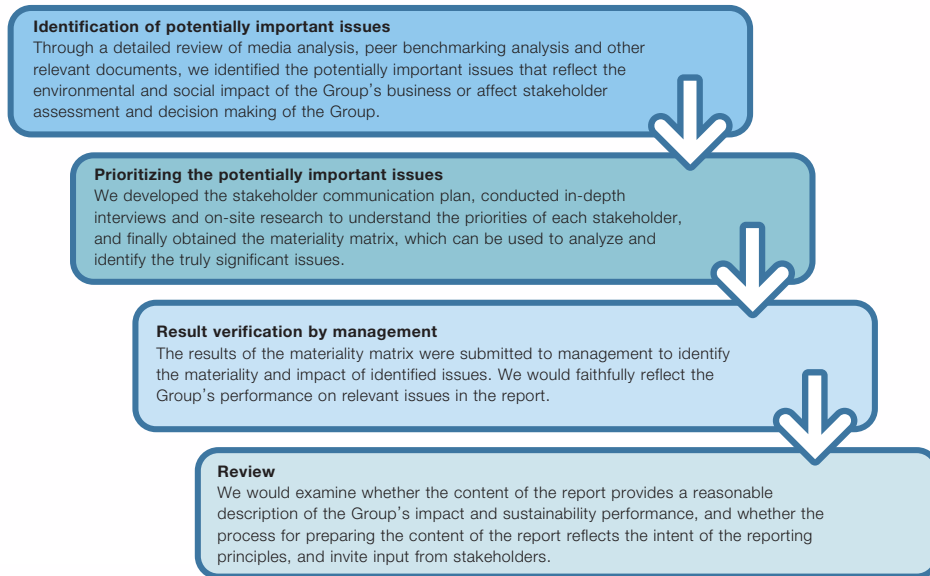 Identification of potentially important issues
Through a detailed review of media analysis, peer benchmarking analysis and other
relevant documents, we identified the potentially important issues that reflect the
environmental and social impact of the Group's business or affect stakeholder
assessment and decision making of the Group.
Prioritizing the potentially important issues
We developed the stakeholder communication plan, conducted in-depth
interviews and on-site research to understand the priorities of each stakeholder,
and finally obtained the materiality matrix, which can be used to analyze and
identify the truly significant issues.
Result verification by management
The results of the materiality matrix were submitted to management to identify
the materiality and impact of identified issues. We would faithfully reflect the
Group's performance on relevant issues in the report.
Review
We would examine whether the content of the report provides a reasonable
description of the Group's impact and sustainability performance, and whether the
process for preparing the content of the report reflects the intent of the reporting
principles, and invite input from stakeholders.